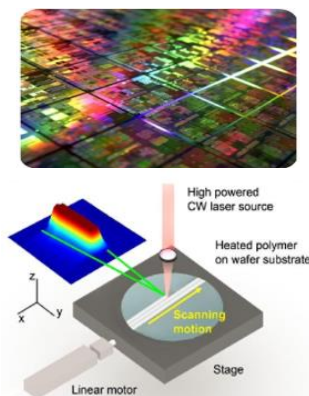 High powered
CW laser source
Heated polymer
on wafer substrate
z
x
y
Scanning
motion
Stage
Linear motor